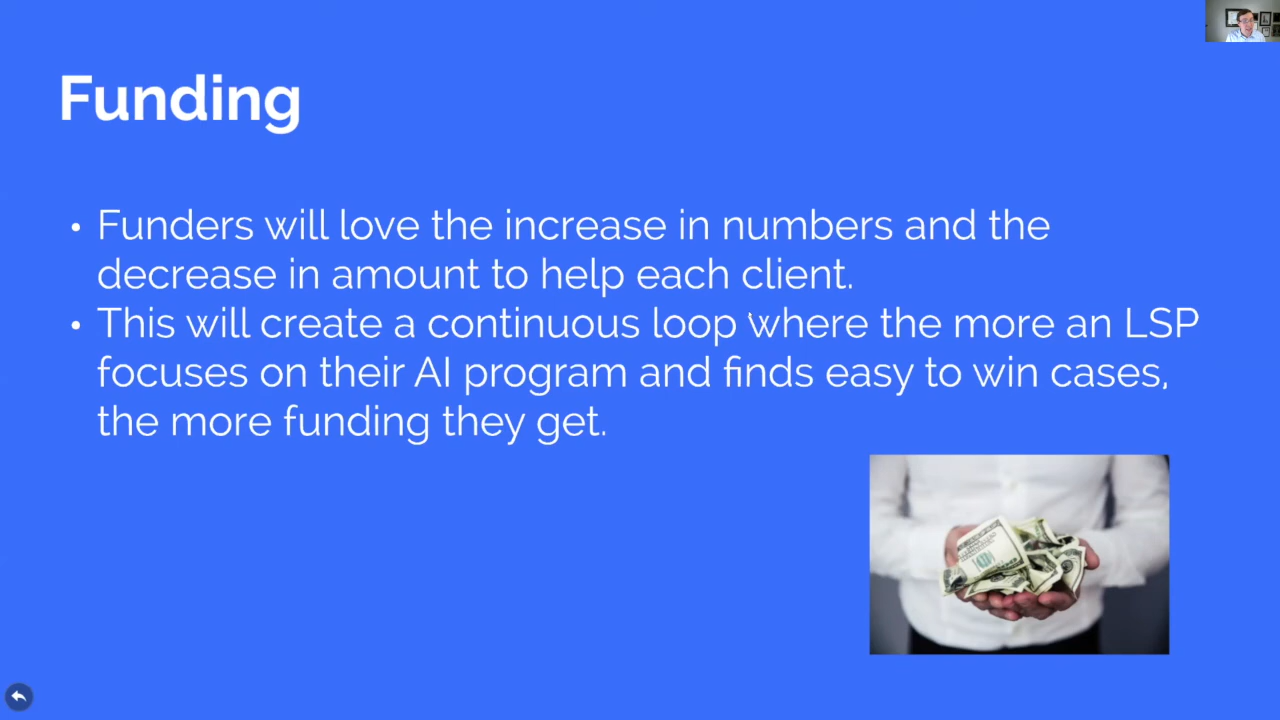 Funding
• Funders will love the increase in numbers and the
decrease in amount to help each client.
• This will create a continuous loop where the more an LSP
focuses on their AI program and finds easy to win cases,
the more funding they get.